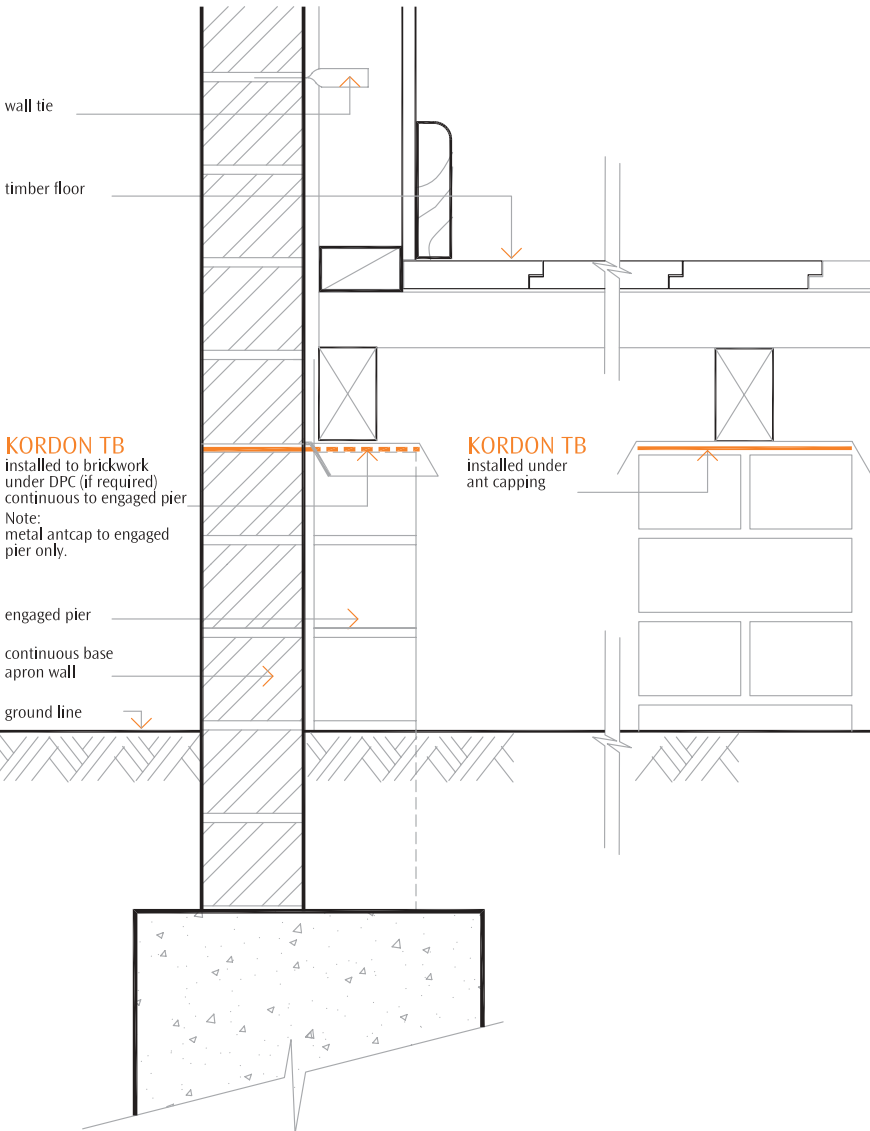 wall tie
timber floor
KORDON TB
installed to brickwork
under DPC (if required)
continuous to engaged pier
Note:
metal antcap to engaged
pier only.
KORDON TB
installed under
ant capping
engaged pier
continuous base
apron wall
ground line